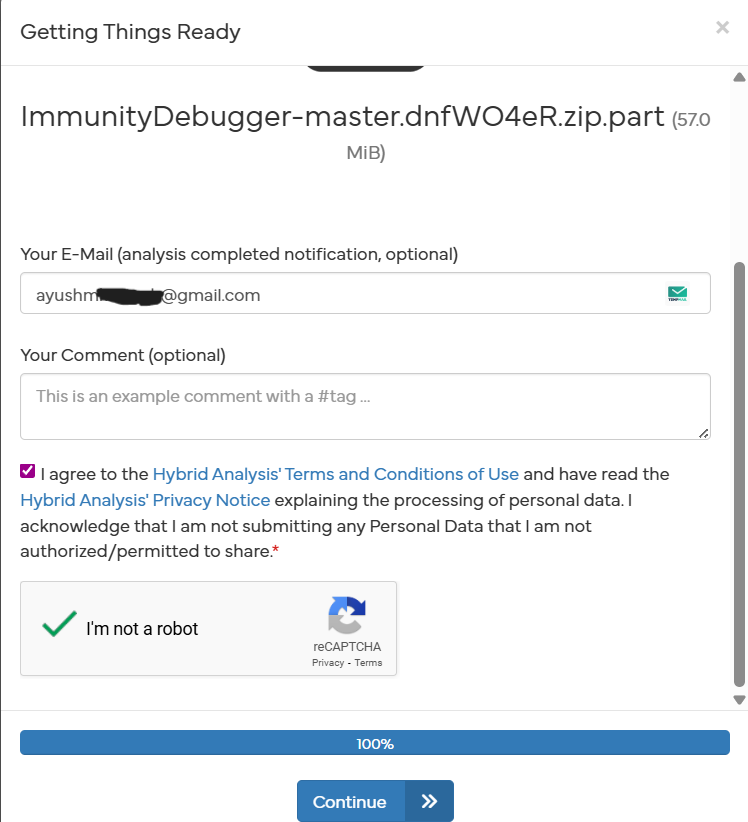 Getting Things Ready
×
ImmunityDebugger-master.dnfWO4eR.zip.part (57.0
MiB)
Your E-Mail (analysis completed notification, optional)
ayushm @gmail.com
Your Comment (optional)
This is an example comment with a #tag ...
I agree to the Hybrid Analysis' Terms and Conditions of Use and have read the
Hybrid Analysis' Privacy Notice explaining the processing of personal data. I
acknowledge that I am not submitting any Personal Data that I am not
authorized/permitted to share.*
I'm not a robot
reCAPTCHA
Privacy - Terms
100%
Continue